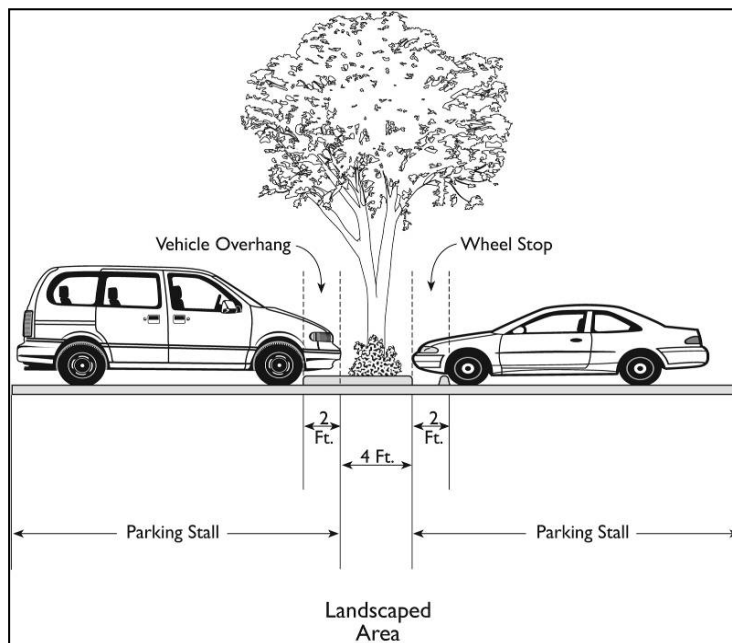 Vehicle Overhang
Wheel Stop
2
Ft.
2
Ft.
4 Ft.
Parking Stall
Parking Stall
Landscaped
Area